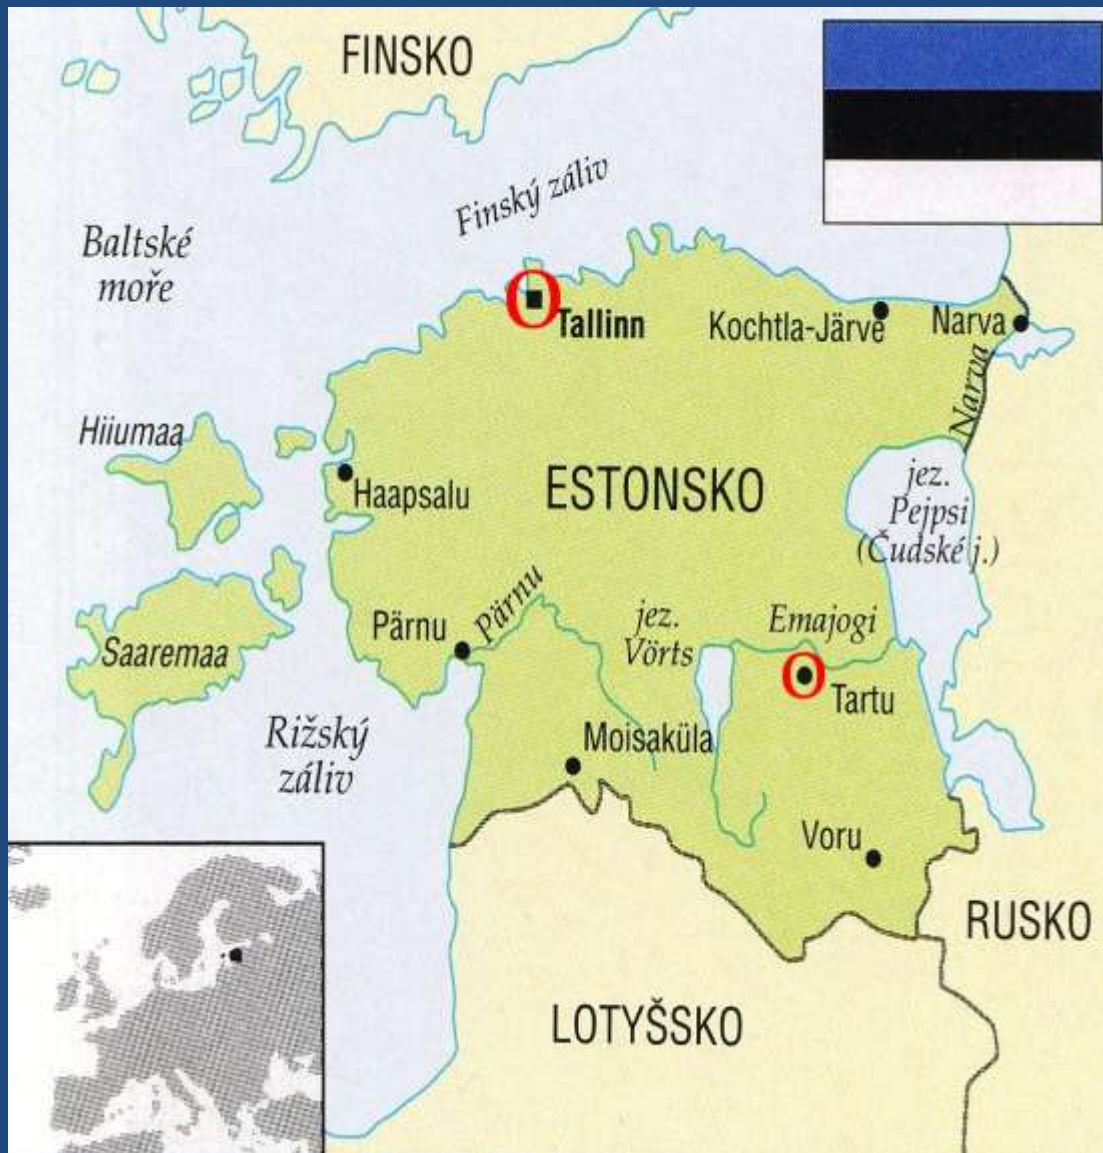 FINSKO
Finský záliv
Baltské
moře
Tallinn
Kochtla-Järve
Narva
Narva
Hiiumaa
Haapsalu
ESTONSKO
jez.
Pejpsi
(Čudské j.)
Pärnu
Pärnu
jez.
Vörts
Emajogi
Saaremaa
Tartu
Rižský
záliv
Moisaküla
Voru
RUSKO
LOTYŠSKO